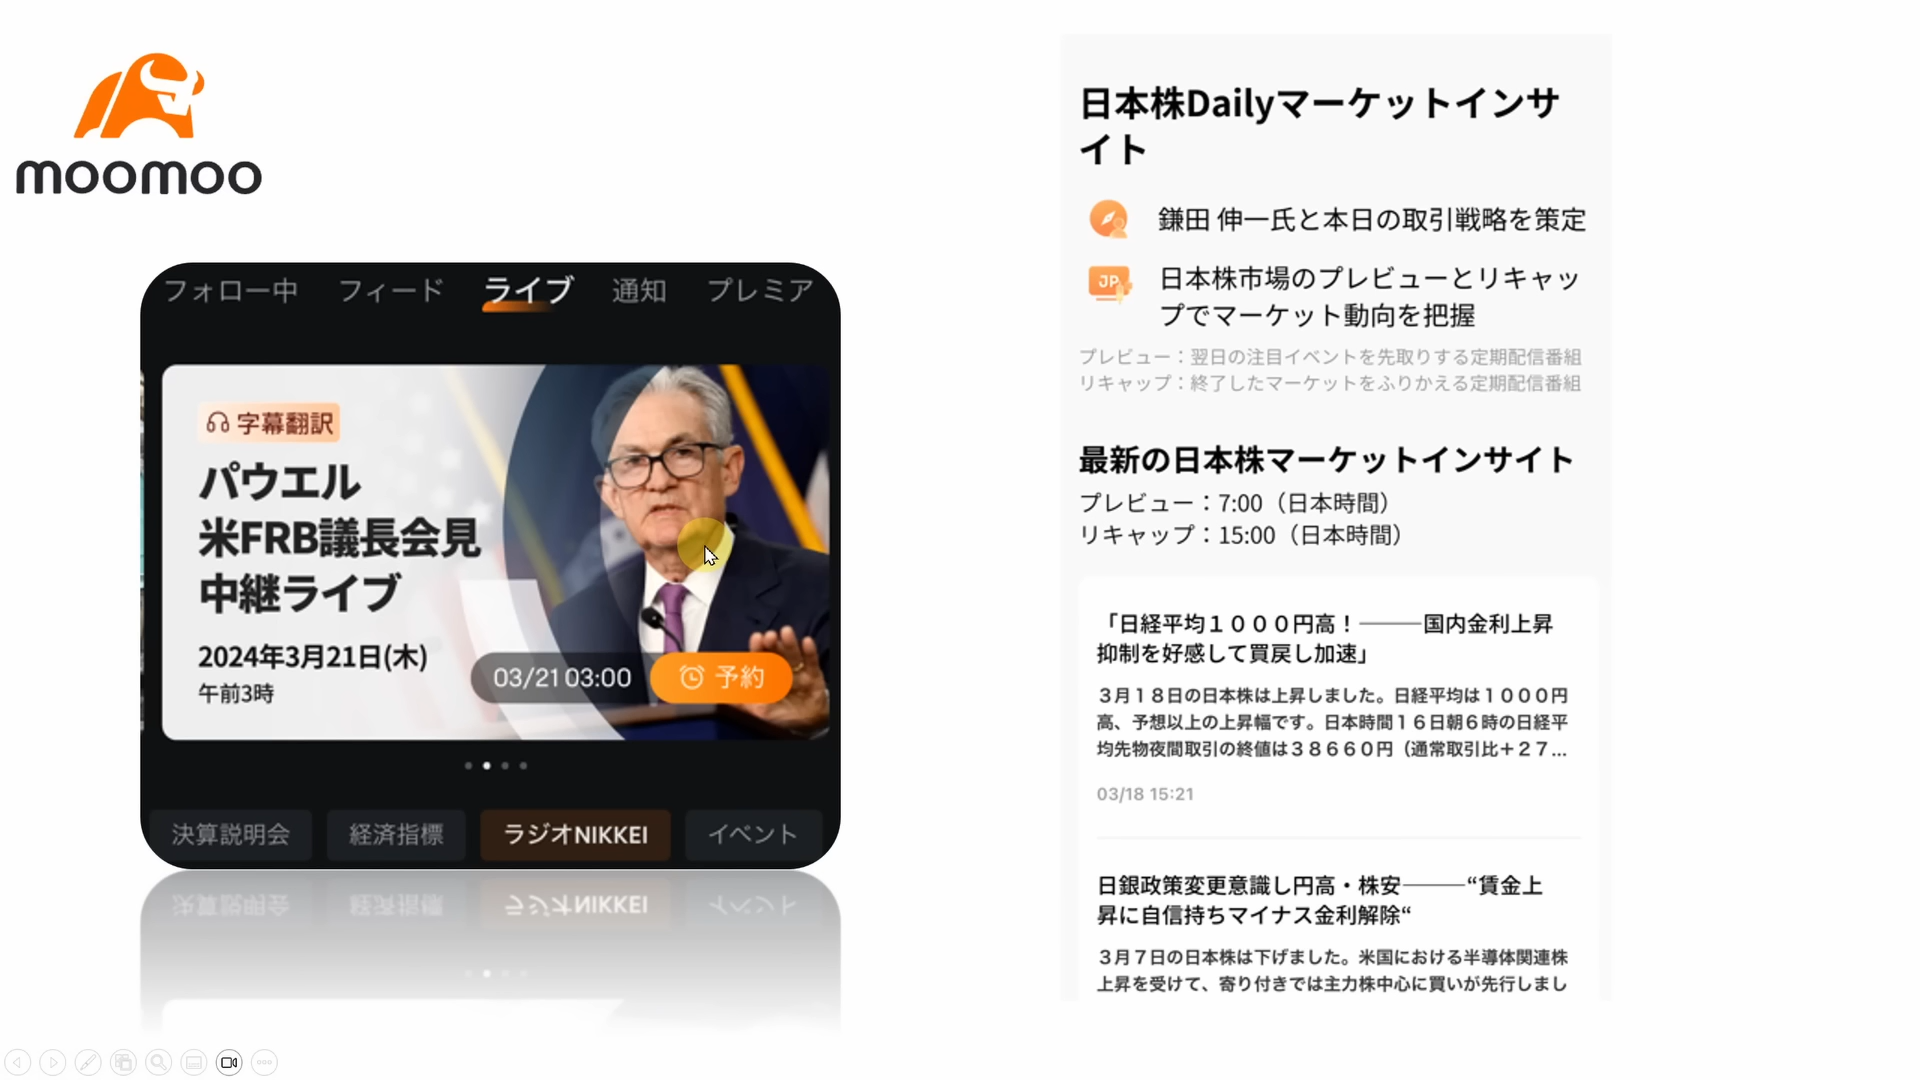 moomoo
フォロー中 フィード ライブ 通知 プレミア
字幕翻訳
パウエル
米FRB議長会見
中継ライブ
2024年3月21日(木)
午前3時
03/21 03:00 予約
決算説明会 経済指標 ラジオNIKKEI イベント
日本株Dailyマーケットインサ
イト
鎌田 伸一氏と本日の取引戦略を策定
JP
日本株市場のプレビューとリキャッ
プでマーケット動向を把握
プレビュー：翌日の注目イベントを先取りする定期配信番組
リキャップ：終了したマーケットをふりかえる定期配信番組
最新の日本株マーケットインサイト
プレビュー：7:00（日本時間）
リキャップ：15:00（日本時間）
「日経平均１０００円高！———国内金利上昇
抑制を好感して買戻し加速」
３月１８日の日本株は上昇しました。日経平均は１０００円
高、予想以上の上昇幅です。日本時間１６日朝６時の日経平
均先物夜間取引の終値は３８６６０円（通常取引比＋２７...
03/18 15:21
日銀政策変更意識し円高・株安———“賃金上
昇に自信持ちマイナス金利解除“
３月７日の日本株は下げました。米国における半導体関連株
上昇を受けて、寄り付きでは主力株中心に買いが先行しまし